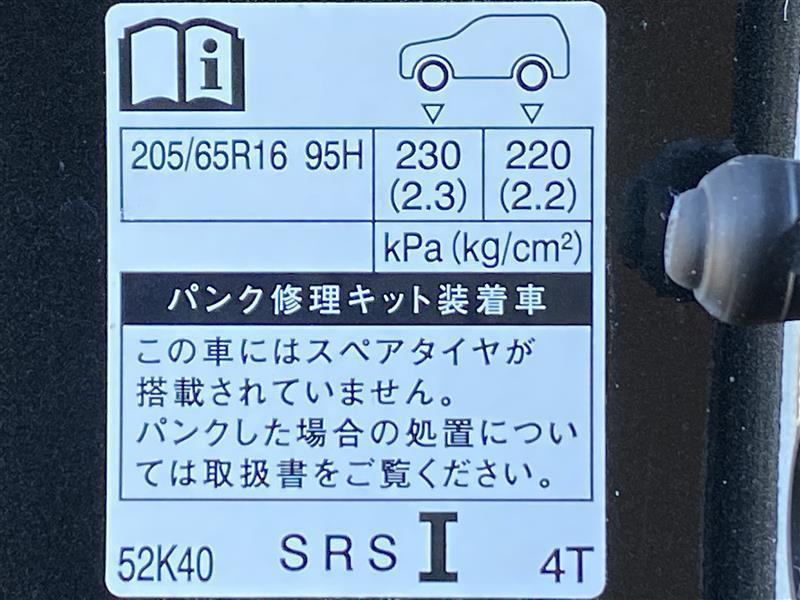 i
205/65R16 95H 230 220
(2.3) (2.2)
kPa (kg/cm²)
パンク修理キット装着車
この車にはスペアタイヤが
搭載されていません。
パンクした場合の処置につい
ては取扱書をご覧ください。
52K40 SRS I 4T